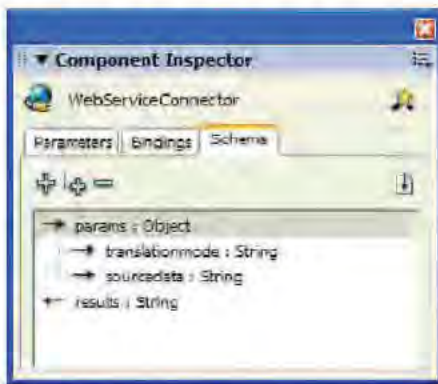 Component Inspector
WebServiceConnector
Parameters Bindings Schema
params : Object
translationmode : String
sourcedata : String
results : String